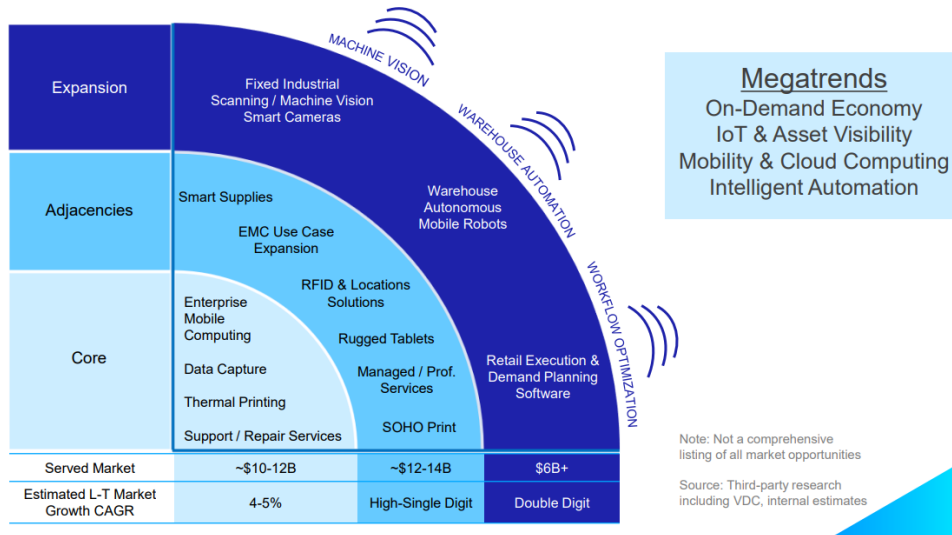 Expansion
Fixed Industrial
Scanning / Machine Vision
Smart Cameras
MACHINE VISION
WAREHOUSE AUTOMATION
WORKFLOW OPTIMIZATION
Warehouse
Autonomous
Mobile Robots
Retail Execution &
Demand Planning
Software
Adjacencies
Smart Supplies
EMC Use Case
Expansion
RFID & Locations
Solutions
Rugged Tablets
Managed / Prof.
Services
SOHO Print
Core
Enterprise
Mobile
Computing
Data Capture
Thermal Printing
Support / Repair Services
Served Market ~$10-12B ~$12-14B $6B+
Estimated L-T Market
Growth CAGR 4-5% High-Single Digit Double Digit
Megatrends
On-Demand Economy
IoT & Asset Visibility
Mobility & Cloud Computing
Intelligent Automation
Note: Not a comprehensive
listing of all market opportunities
Source: Third-party research
including VDC, internal estimates